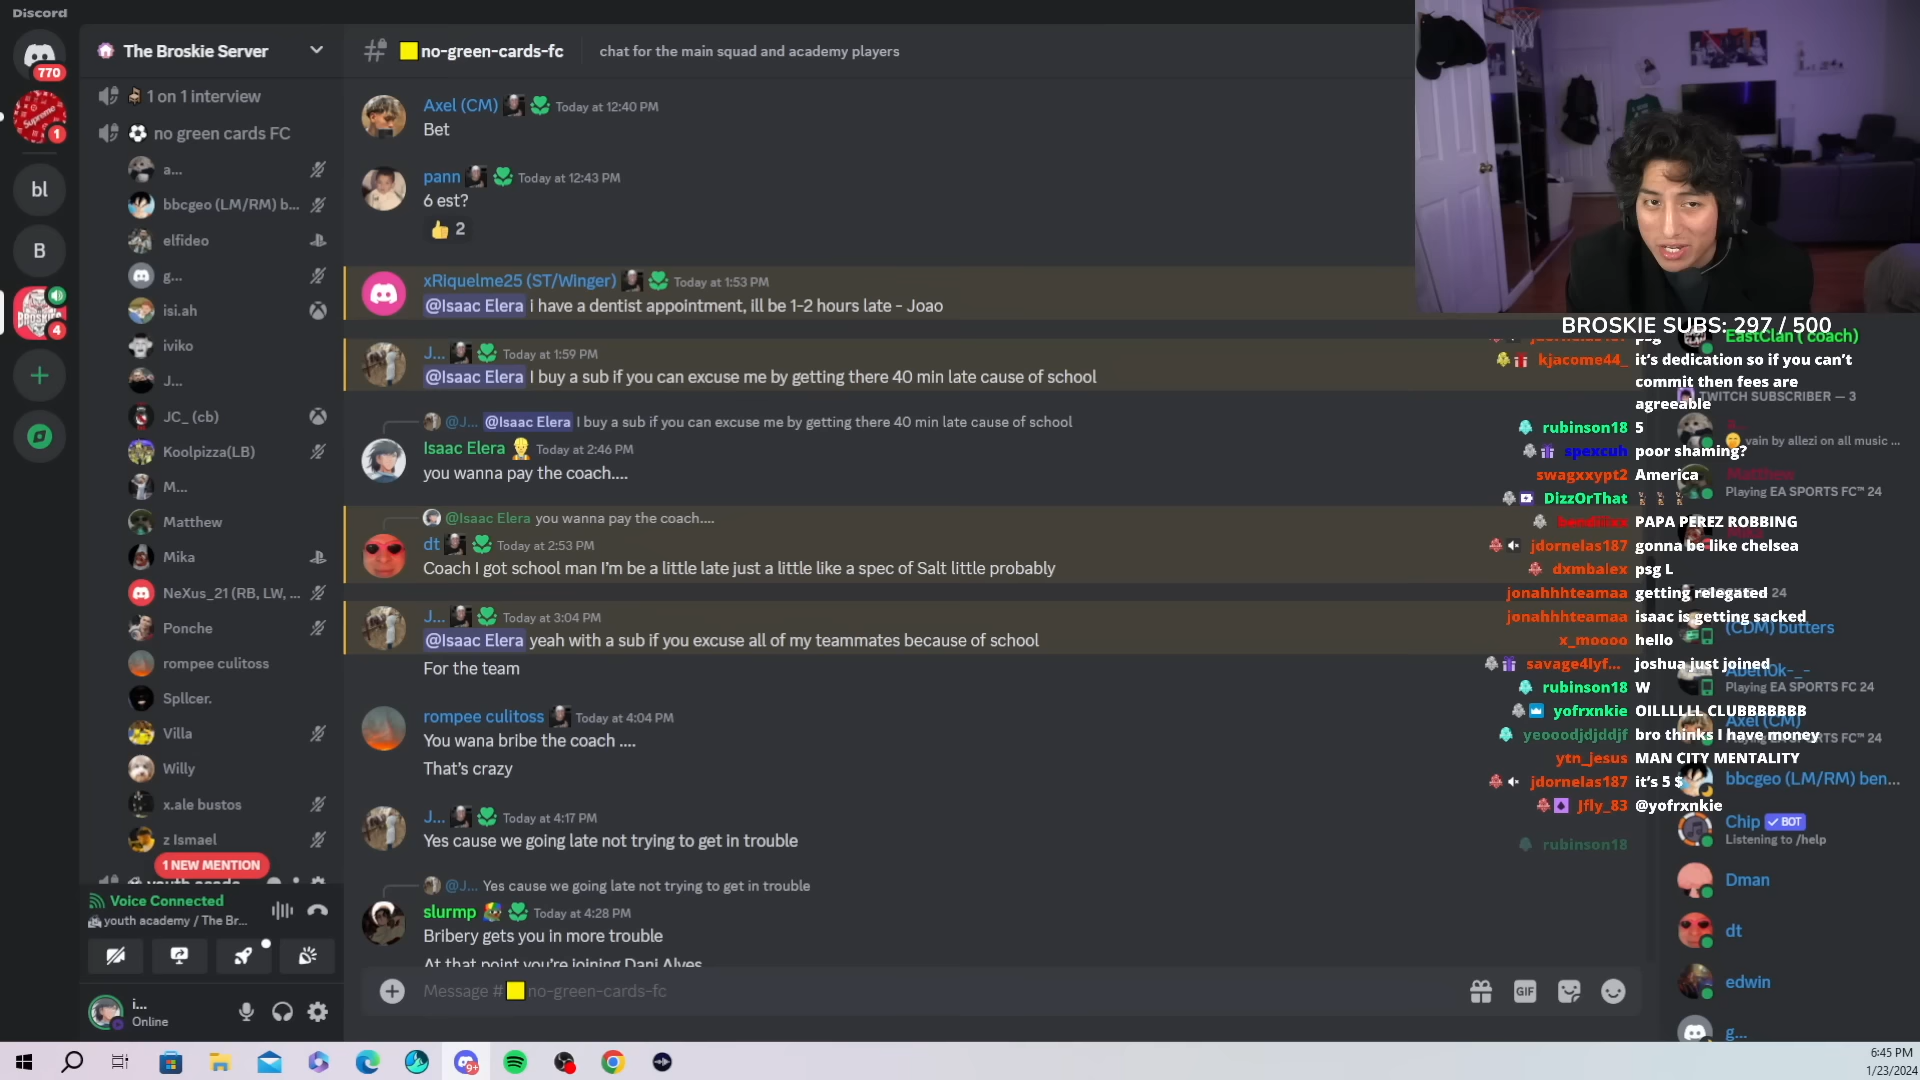 Discord
770
Supreme
1
bl
B
4
The Broskie Server
1 on 1 interview
no green cards FC
a...
bbcgeo (LM/RM) b...
elfideo
g...
isi.ah
iviko
J...
JC_ (cb)
Koolpizza(LB)
M...
Matthew
Mika
NeXus_21 (RB, LW, ...
Ponche
rompee culitoss
Spllcer.
Villa
Willy
x.ale bustos
z Ismael
1 NEW MENTION
Voice Connected
youth academy / The Br...
i...
Online
no-green-cards-fc
chat for the main squad and academy players
Axel (CM) Today at 12:40 PM
Bet
pann Today at 12:43 PM
6 est?
2
xRiquelme25 (ST/Winger) Today at 1:53 PM
@Isaac Elera i have a dentist appointment, ill be 1-2 hours late - Joao
J... Today at 1:59 PM
@Isaac Elera I buy a sub if you can excuse me by getting there 40 min late cause of school
@J... @Isaac Elera I buy a sub if you can excuse me by getting there 40 min late cause of school
Isaac Elera Today at 2:46 PM
you wanna pay the coach....
@Isaac Elera you wanna pay the coach....
dt Today at 2:53 PM
Coach I got school man I'm be a little late just a little like a spec of Salt little probably
J... Today at 3:04 PM
@Isaac Elera yeah with a sub if you excuse all of my teammates because of school
For the team
rompee culitoss Today at 4:04 PM
You wana bribe the coach ....
That's crazy
J... Today at 4:17 PM
Yes cause we going late not trying to get in trouble
@J... Yes cause we going late not trying to get in trouble
slurmp Today at 4:28 PM
Bribery gets you in more trouble
At that point you're joining Dani Alves
Message # no-green-cards-fc
GIF
BROSKIE SUBS: 297 / 500
psg
kjacome44_ it's dedication so if you can't
commit then fees are
agreeable
rubinson18 5
spexcuh poor shaming?
swagxxypt2 America
DizzOrThat
PAPA PEREZ ROBBING
jdornelas187 gonna be like chelsea
dxmbalex psg L
jonahhhteamaa getting relegated
jonahhhteamaa isaac is getting sacked
x_moooo hello
savage4lyf... joshua just joined
rubinson18 W
yofrxnkie OILLLLLL CLUBBBBBBB
yeooodjdjddjf bro thinks I have money
ytn_jesus MAN CITY MENTALITY
jdornelas187 it's 5 $
Jfly_83 @yofrxnkie
rubinson18
EastClan ( coach)
TWITCH SUBSCRIBER — 3
vain by allezi on all music ...
Matthew
Playing EA SPORTS FC™ 24
24
(CDM) butters
Playing EA SPORTS FC 24
Axel (CM)
SPORTS FC™ 24
bbcgeo (LM/RM) ben...
Chip BOT
Listening to /help
Dman
dt
edwin
g...
9+
6:45 PM
1/23/2024